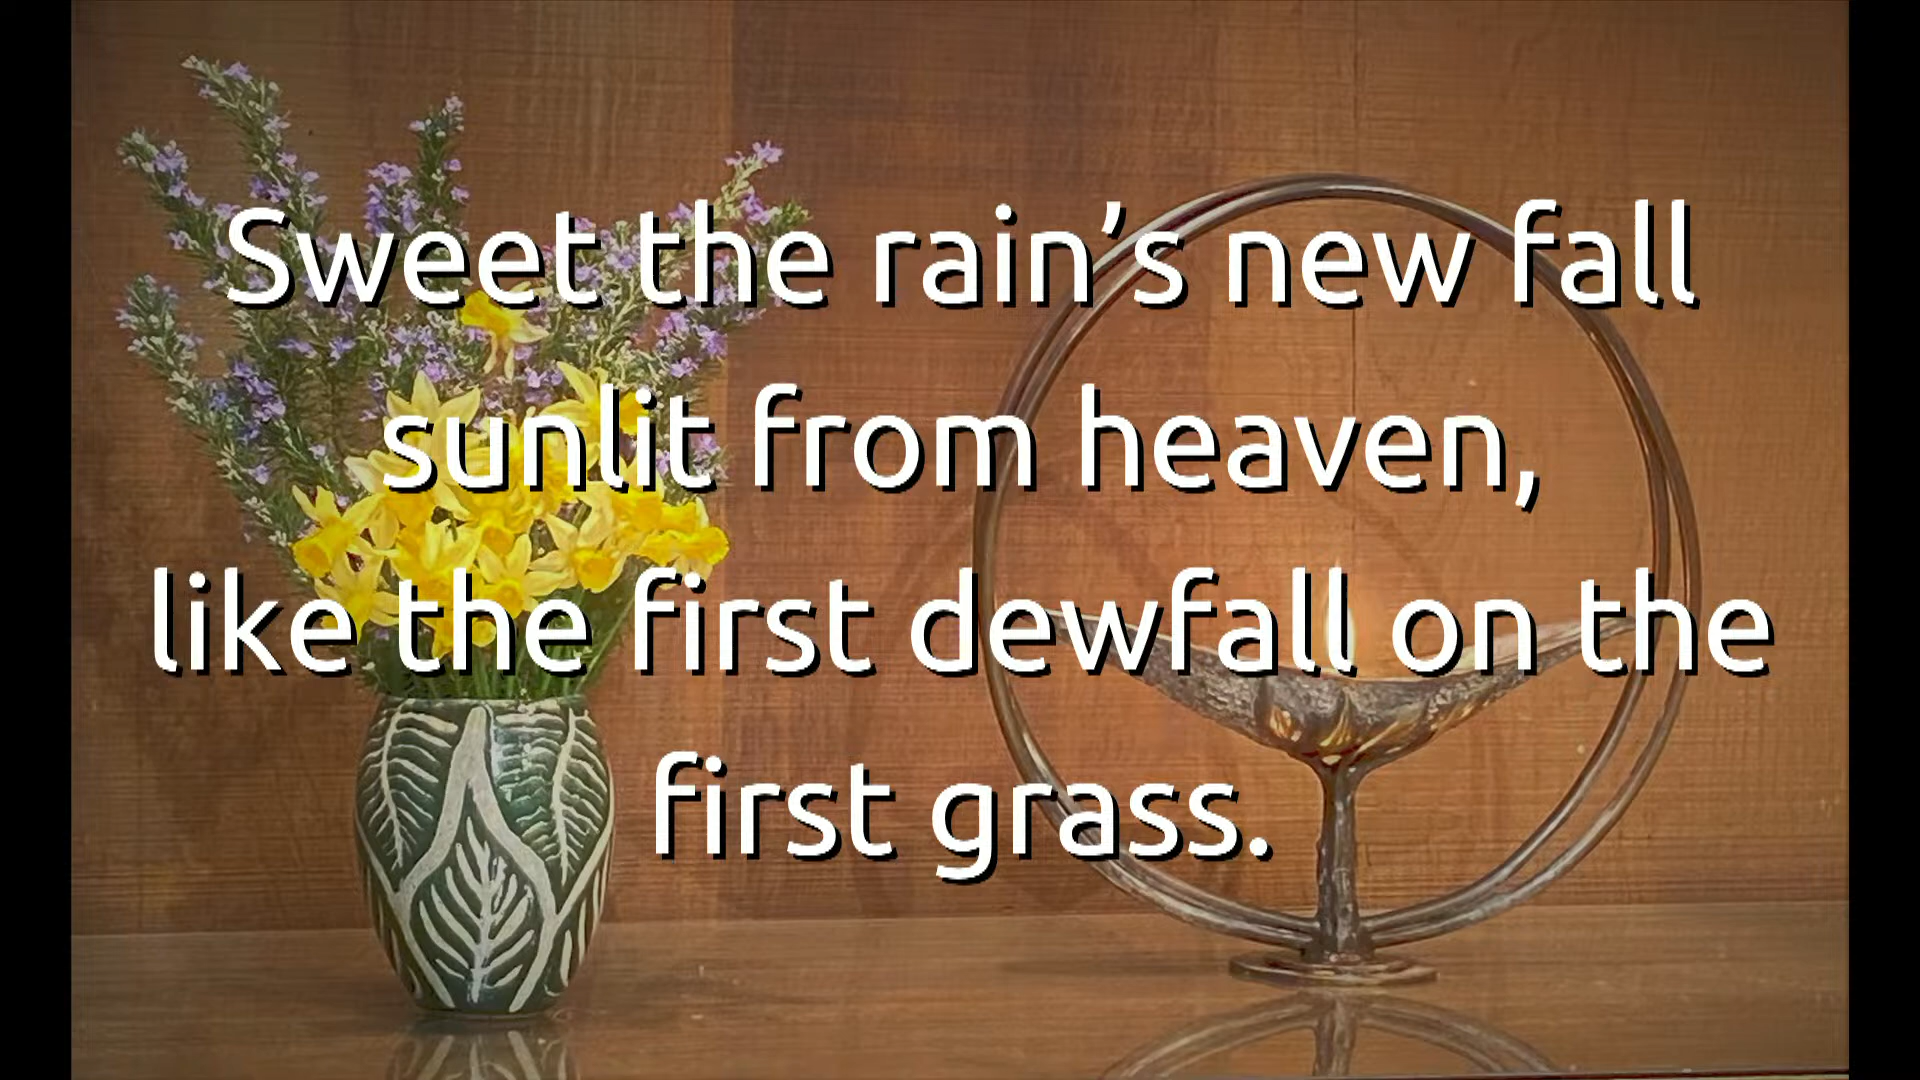 Sweet the rain’s new fall
sunlit from heaven,
like the first dewfall on the
first grass.